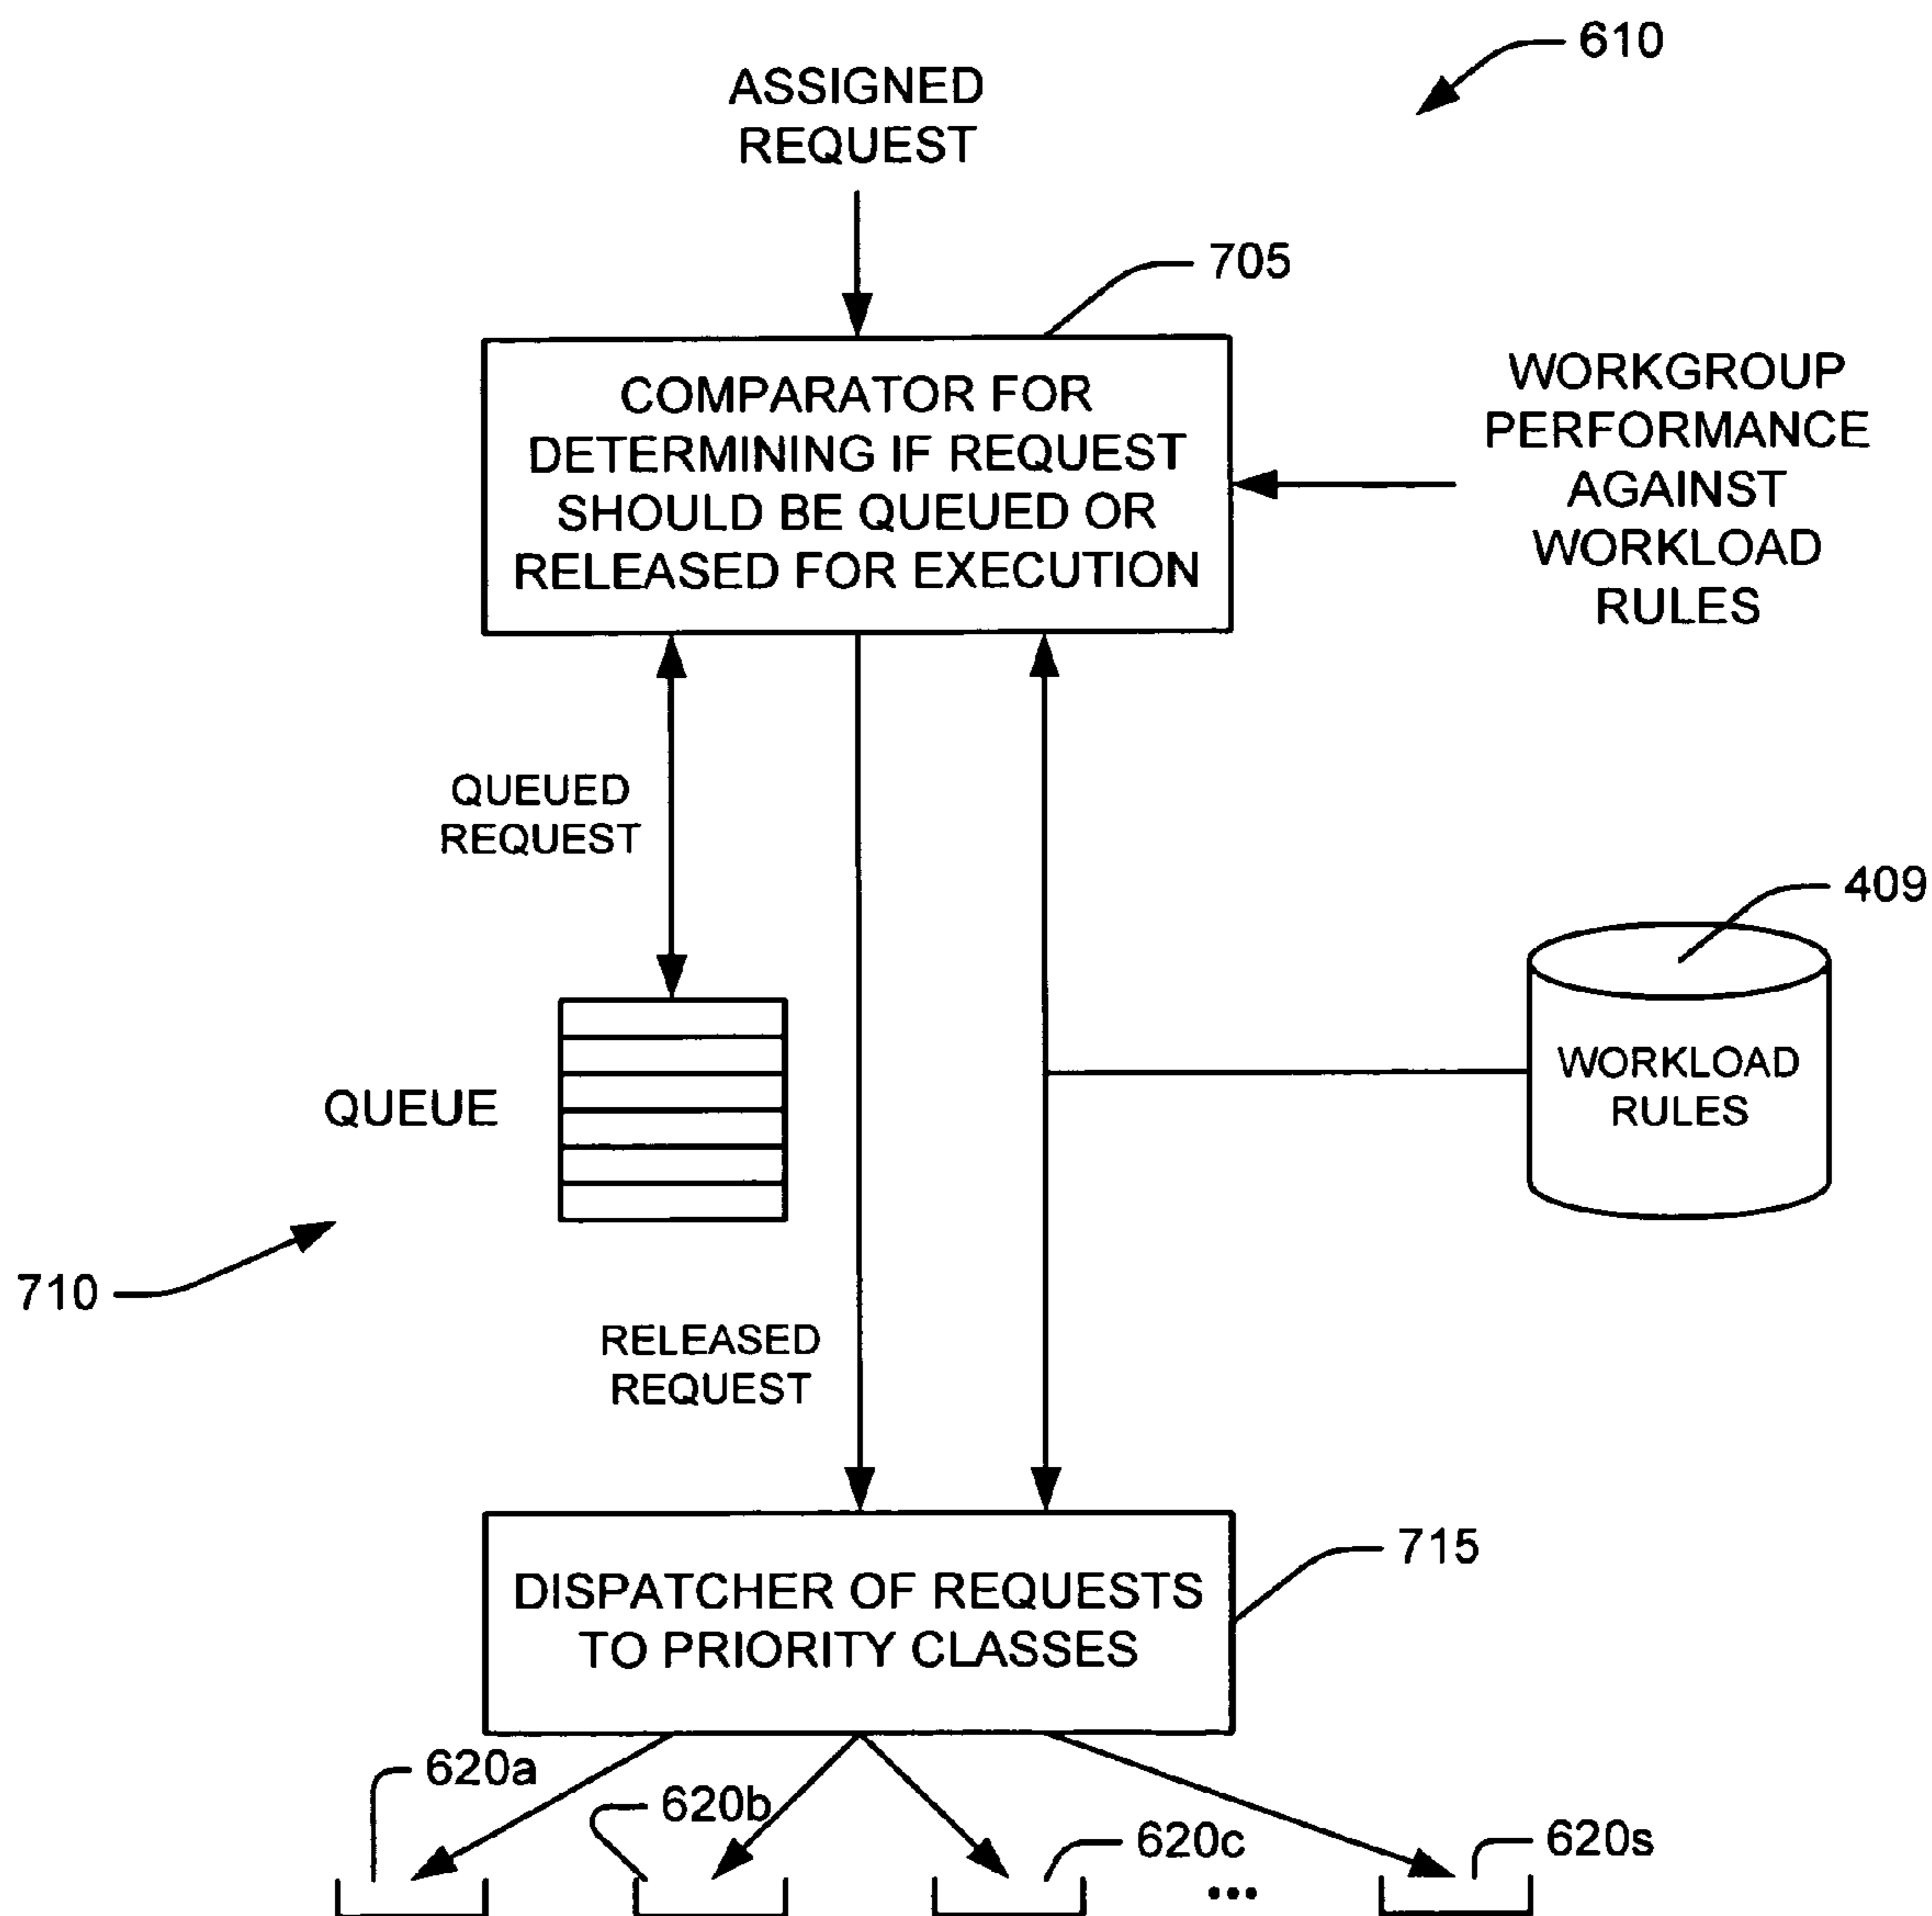 610
ASSIGNED
REQUEST
705
COMPARATOR FOR
DETERMINING IF REQUEST
SHOULD BE QUEUED OR
RELEASED FOR EXECUTION
WORKGROUP
PERFORMANCE
AGAINST
WORKLOAD
RULES
QUEUED
REQUEST
409
WORKLOAD
RULES
QUEUE
710
RELEASED
REQUEST
715
DISPATCHER OF REQUESTS
TO PRIORITY CLASSES
620a
620b
620c
620s
...